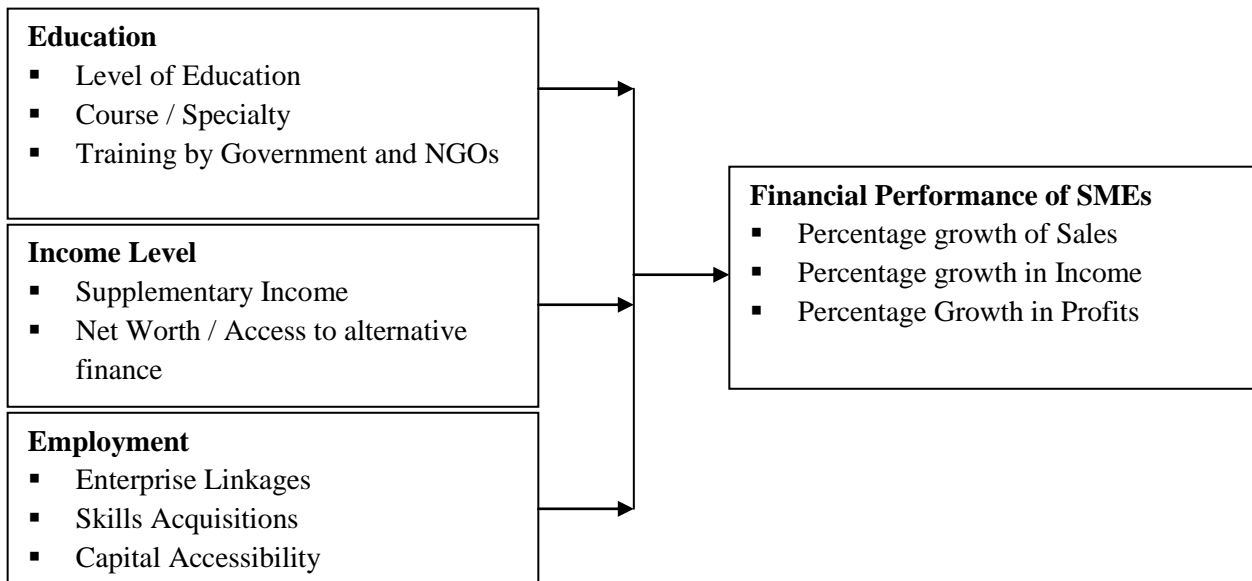 Education
▪ Level of Education
▪ Course / Specialty
▪ Training by Government and NGOs
Income Level
▪ Supplementary Income
▪ Net Worth / Access to alternative
finance
Employment
▪ Enterprise Linkages
▪ Skills Acquisitions
▪ Capital Accessibility
Financial Performance of SMEs
▪ Percentage growth of Sales
▪ Percentage growth in Income
▪ Percentage Growth in Profits